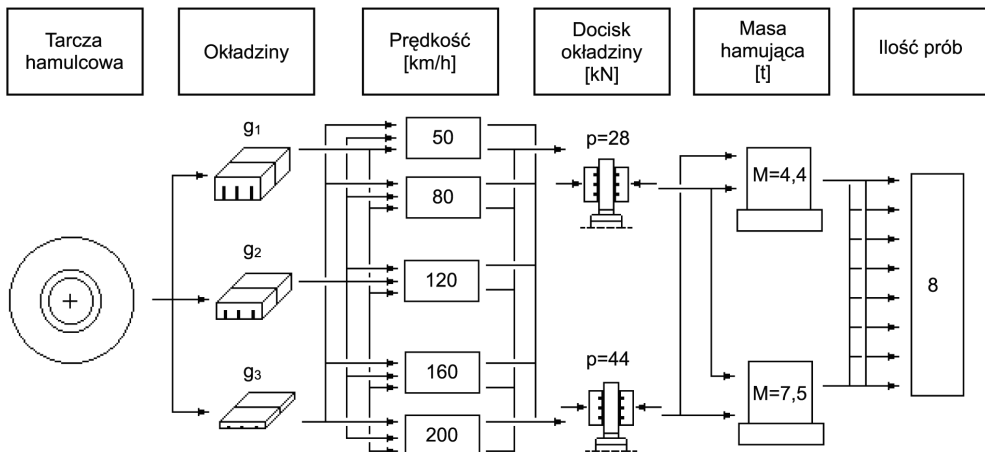 Tarcza
hamulcowa
Okładziny
Prędkość
[km/h]
Docisk
okładziny
[kN]
Masa
hamująca
[t]
Ilość prób
g1
g2
g3
50
80
120
160
200
p=28
p=44
M=4,4
M=7,5
8